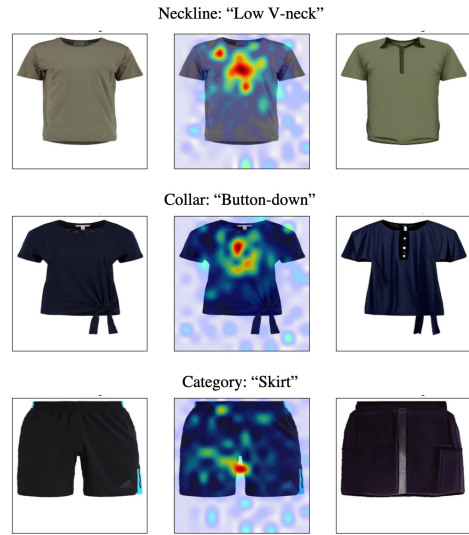 Neckline: “Low V-neck”
Collar: “Button-down”
Category: “Skirt”